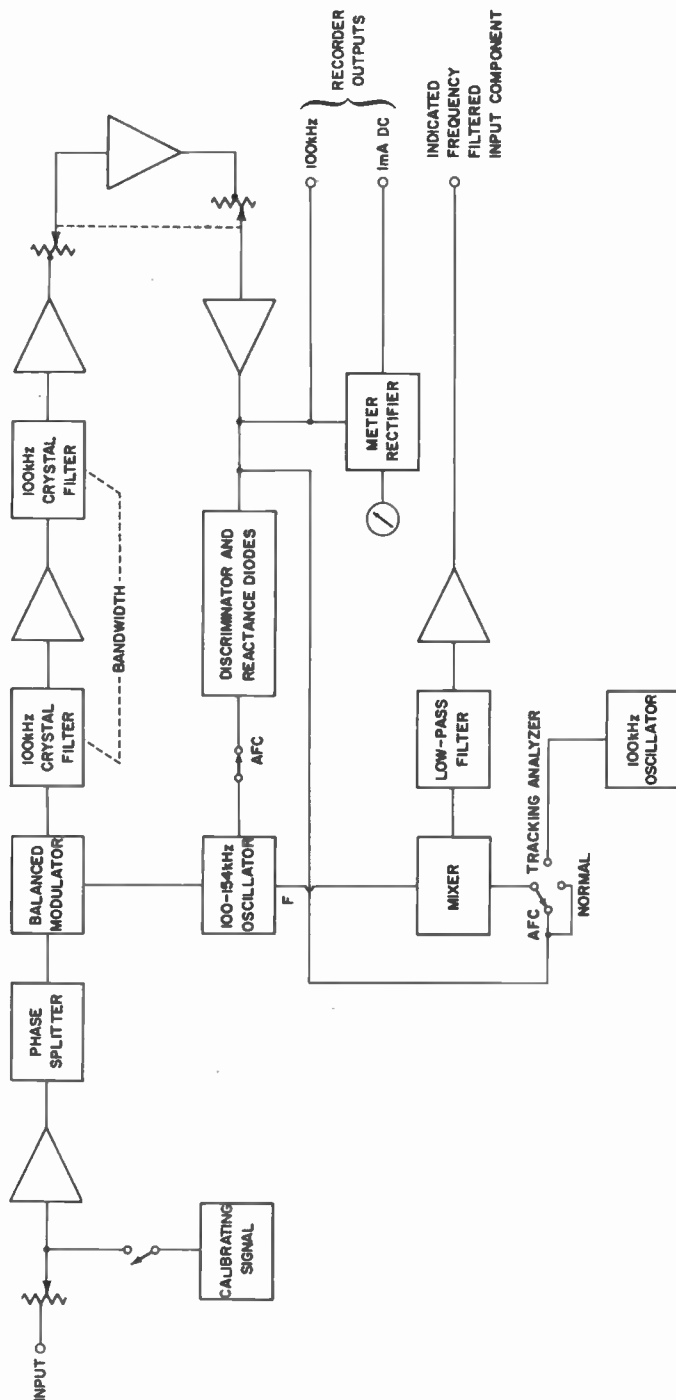 INPUT
CALIBRATING
SIGNAL
PHASE
SPLITTER
BALANCED
MODULATOR
100kHz
CRYSTAL
FILTER
BANDWIDTH
100kHz
CRYSTAL
FILTER
100-154kHz
OSCILLATOR
F
AFC
DISCRIMINATOR AND
REACTANCE DIODES
METER
RECTIFIER
100kHz
1mA DC
RECORDER
OUTPUTS
MIXER
LOW-PASS
FILTER
INDICATED
FREQUENCY
FILTERED
INPUT COMPONENT
AFC
TRACKING ANALYZER
NORMAL
100kHz
OSCILLATOR